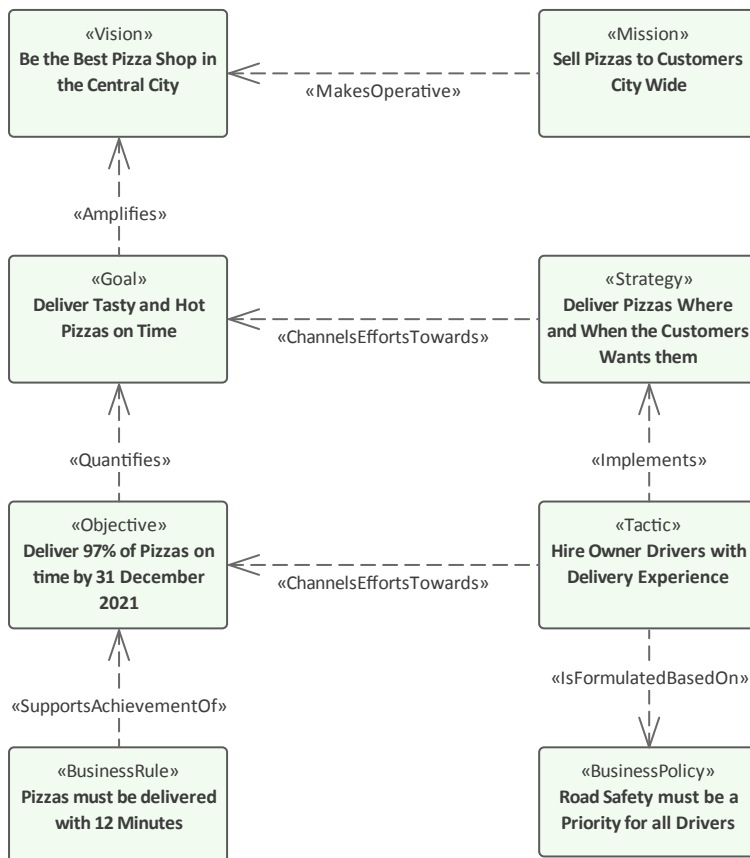 «Vision»
Be the Best Pizza Shop in
the Central City
«Mission»
Sell Pizzas to Customers
City Wide
«MakesOperative»
«Amplifies»
«Goal»
Deliver Tasty and Hot
Pizzas on Time
«Strategy»
Deliver Pizzas Where
and When the Customers
Wants them
«ChannelsEffortsTowards»
«Quantifies»
«Implements»
«Objective»
Deliver 97% of Pizzas on
time by 31 December
2021
«Tactic»
Hire Owner Drivers with
Delivery Experience
«ChannelsEffortsTowards»
«SupportsAchievementOf»
«IsFormulatedBasedOn»
«BusinessRule»
Pizzas must be delivered
with 12 Minutes
«BusinessPolicy»
Road Safety must be a
Priority for all Drivers